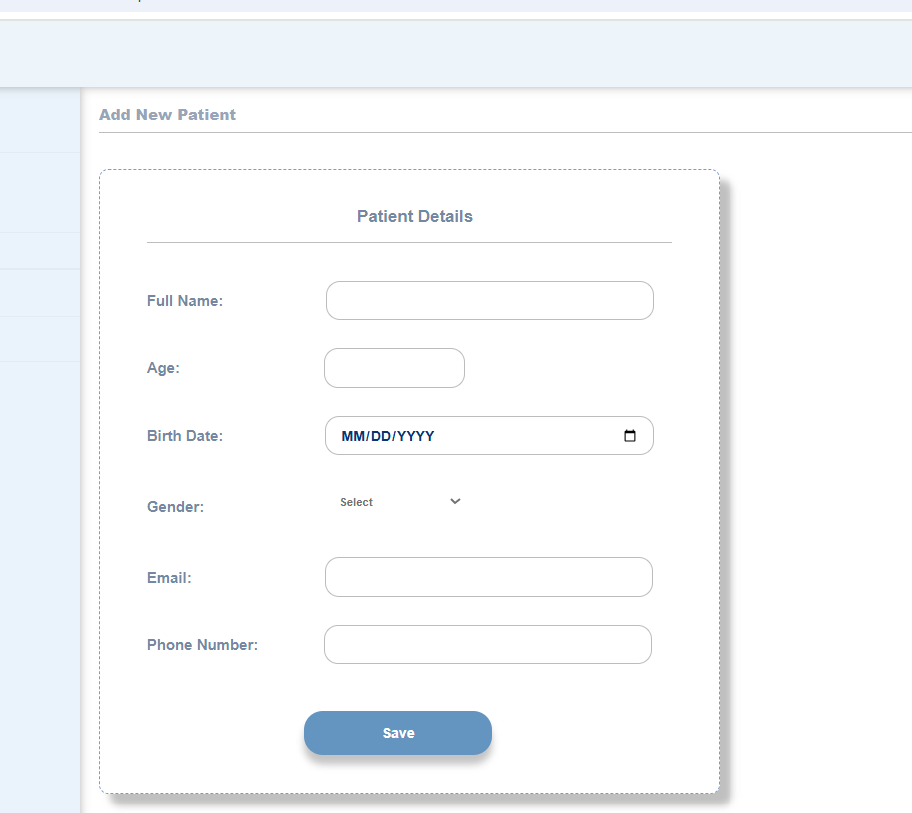 Add New Patient
Patient Details
Full Name:
Age:
Birth Date: MM/DD/YYYY
Gender: Select
Email:
Phone Number:
Save